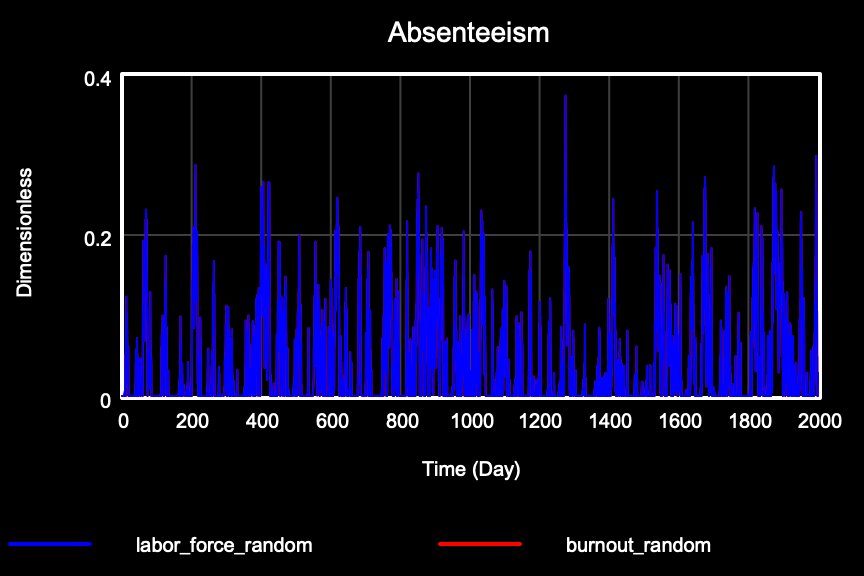 Absenteeism
0.4
Dimensionless
0.2
0
0 200 400 600 800 1000 1200 1400 1600 1800 2000
Time (Day)
labor_force_random burnout_random